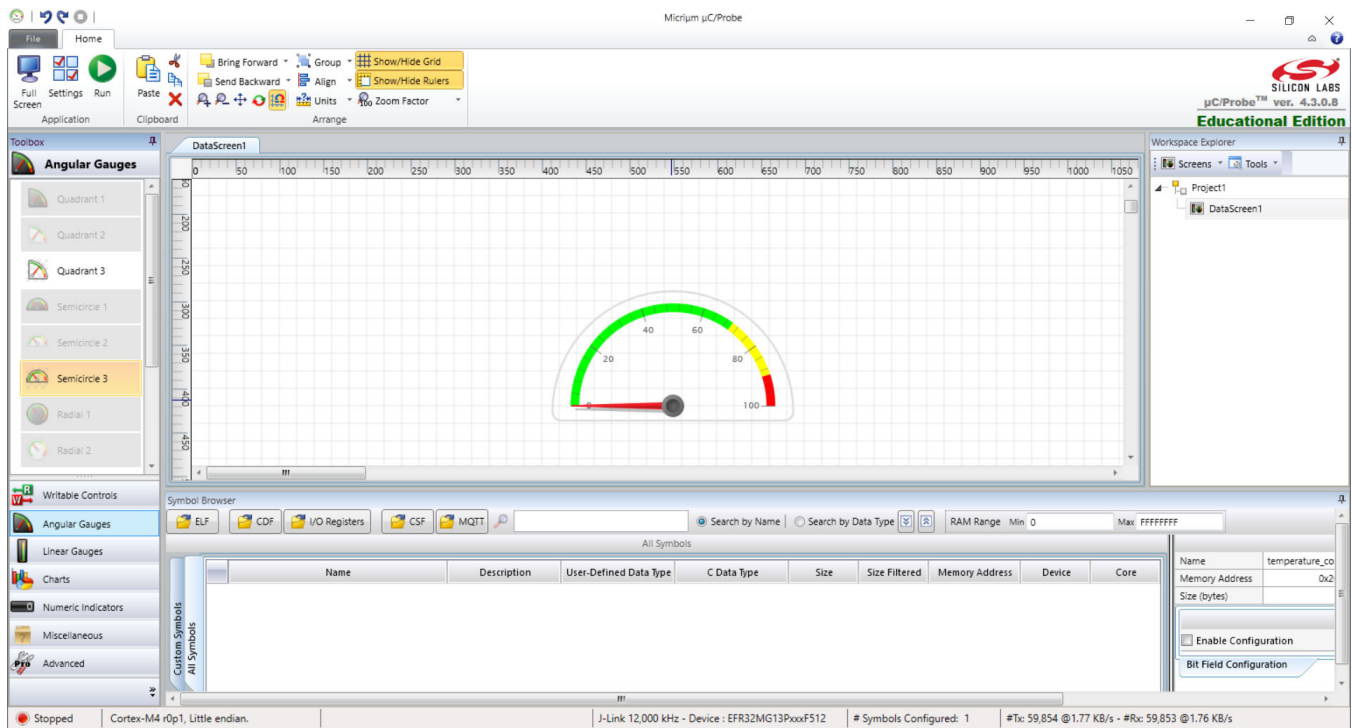 Micriµm µC/Probe
File
Home
Full Screen
Settings
Run
Application
Paste
Clipboard
Bring Forward
Group
Show/Hide Grid
Send Backward
Align
Show/Hide Rulers
Units
Zoom Factor
Arrange
SILICON LABS
µC/Probe™ ver. 4.3.0.8
Educational Edition
Toolbox
Angular Gauges
Quadrant 1
Quadrant 2
Quadrant 3
Semicircle 1
Semicircle 2
Semicircle 3
Radial 1
Radial 2
Writable Controls
Angular Gauges
Linear Gauges
Charts
Numeric Indicators
Miscellaneous
Advanced
DataScreen1
0 50 100 150 200 250 300 350 400 450 500 550 600 650 700 750 800 850 900 950 1000 1050
200
250
300
350
400
450
0 20 40 60 80 100
Workspace Explorer
Screens
Tools
Project1
DataScreen1
Symbol Browser
ELF
CDF
I/O Registers
CSF
MQTT
Search by Name
Search by Data Type
RAM Range Min 0
Max FFFFFFFF
All Symbols
Custom Symbols
All Symbols
Name
Description
User-Defined Data Type
C Data Type
Size
Size Filtered
Memory Address
Device
Core
Name temperature_co
Memory Address 0x2
Size (bytes)
Enable Configuration
Bit Field Configuration
Stopped
Cortex-M4 r0p1, Little endian.
J-Link 12,000 kHz - Device : EFR32MG13PxxxF512
# Symbols Configured: 1
#Tx: 59,854 @1.77 KB/s - #Rx: 59,853 @1.76 KB/s